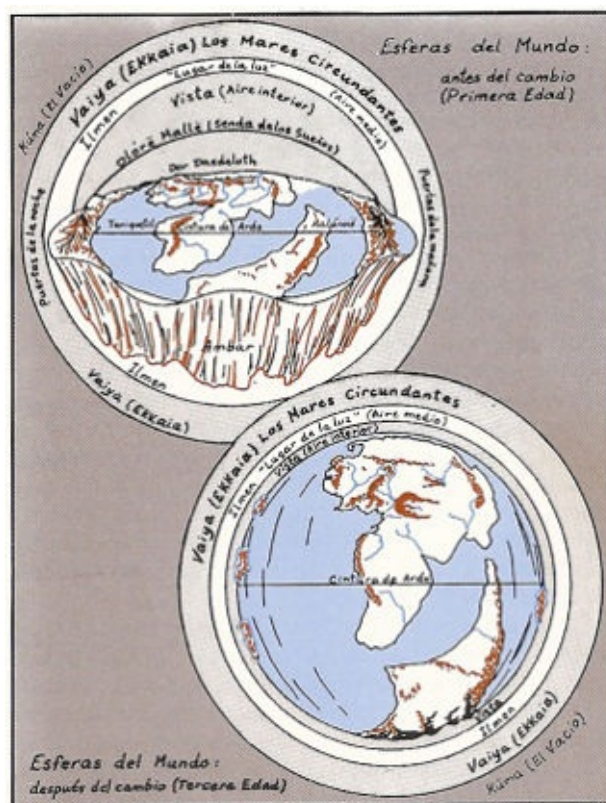 Esferas del Mundo:
antes del cambio
(Primera Edad)
Kúma (El Vacío)
Vaiya (Ekkaia) Los Mares Circundantes
"Lugar de la luz"
Ilmen
(Aire medio)
Vista (Aire interior)
Olórë Mallë (Senda de los Sueños)
Dor Daedeloth
Puertas de la noche
Puertas de la mañana
Cintura de Arda
Ambar
Ilmen
Vaiya (Ekkaia)
Vaiya (Ekkaia) Los Mares Circundantes
Ilmen "Lugar de la luz" (Aire medio)
Vista (Aire interior)
Cintura de Arda
Vista
Ilmen
Vaiya (Ekkaia)
Kúma (El Vacío)
Esferas del Mundo:
después del cambio (Tercera Edad)